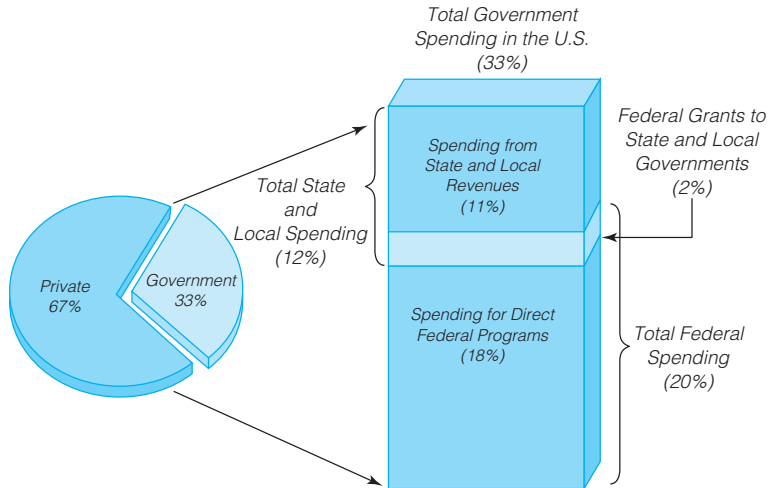 Total Government
Spending in the U.S.
(33%)
Federal Grants to
State and Local
Governments
(2%)
Spending from
State and Local
Revenues
(11%)
Total State
and
Local Spending
(12%)
Private
67%
Government
33%
Spending for Direct
Federal Programs
(18%)
Total Federal
Spending
(20%)